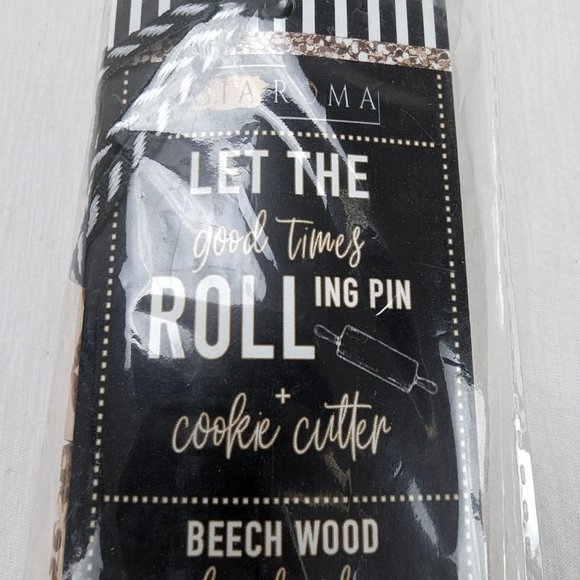 LET THE
good times
ROLL ING PIN
+
cookie cutter
BEECH WOOD